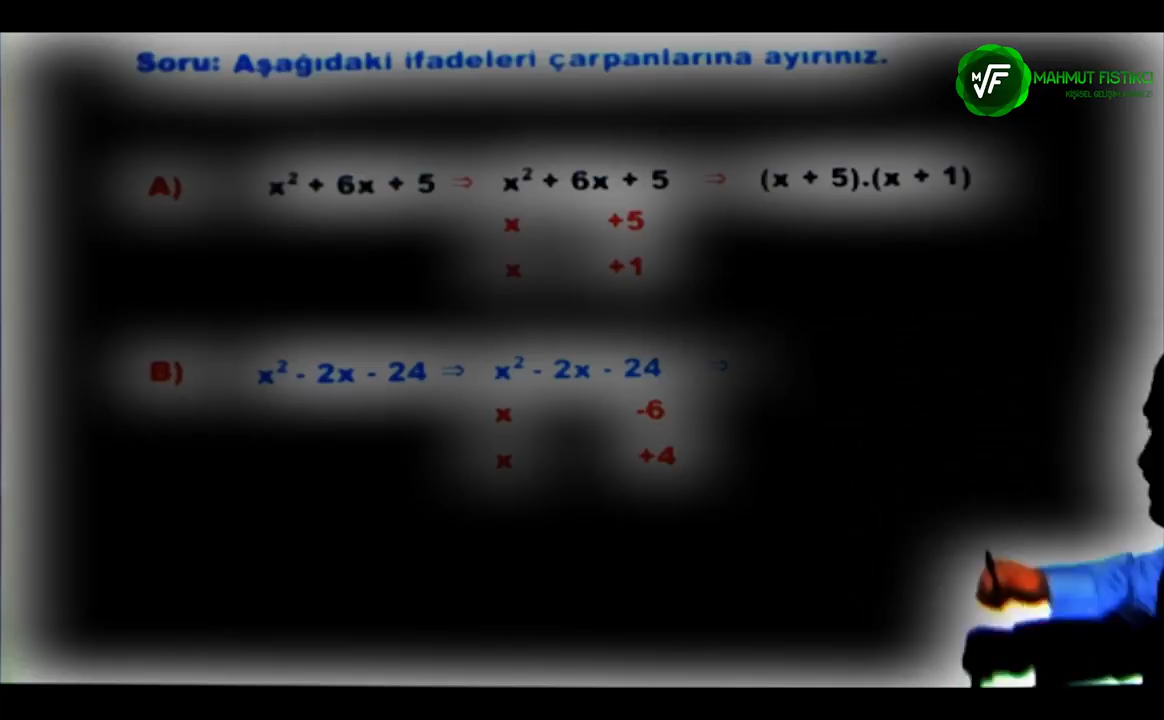 Soru: Aşağıdaki ifadeleri çarpanlarına ayırınız.
MAHMUT FISTIKCI
A) x² + 6x + 5 ⇒ x² + 6x + 5 ⇒ (x + 5).(x + 1)
x +5
x +1
B) x² - 2x - 24 ⇒ x² - 2x - 24 ⇒
x -6
x +4